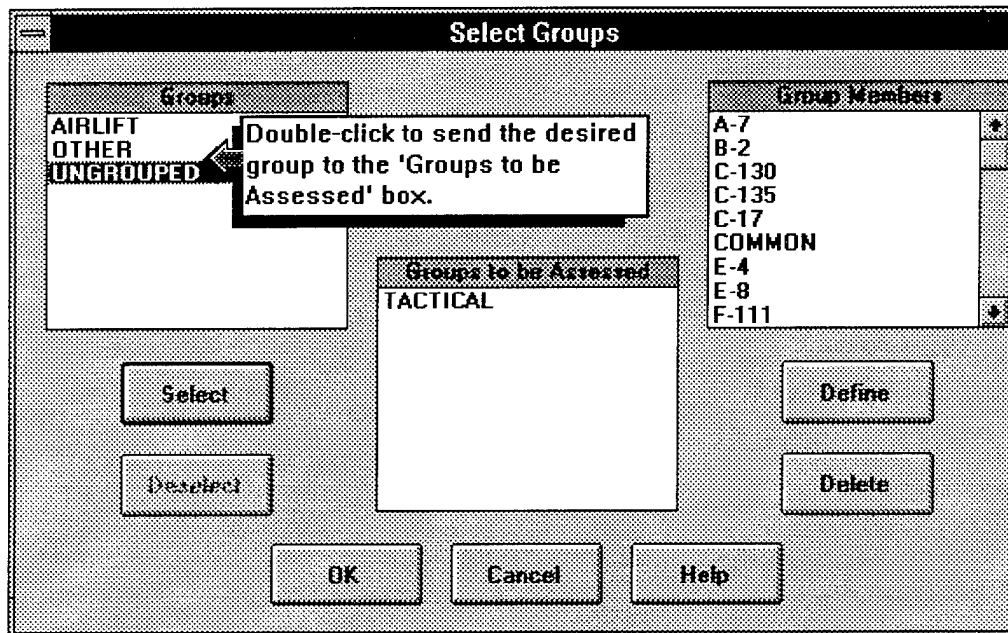 Select Groups
Groups
AIRLIFT
OTHER
UNGROUPED
Double-click to send the desired
group to the 'Groups to be
Assessed' box.
Groups to be Assessed
TACTICAL
Group Members
A-7
B-2
C-130
C-135
C-17
COMMON
E-4
E-8
F-111
Select
Deselect
Define
Delete
OK
Cancel
Help